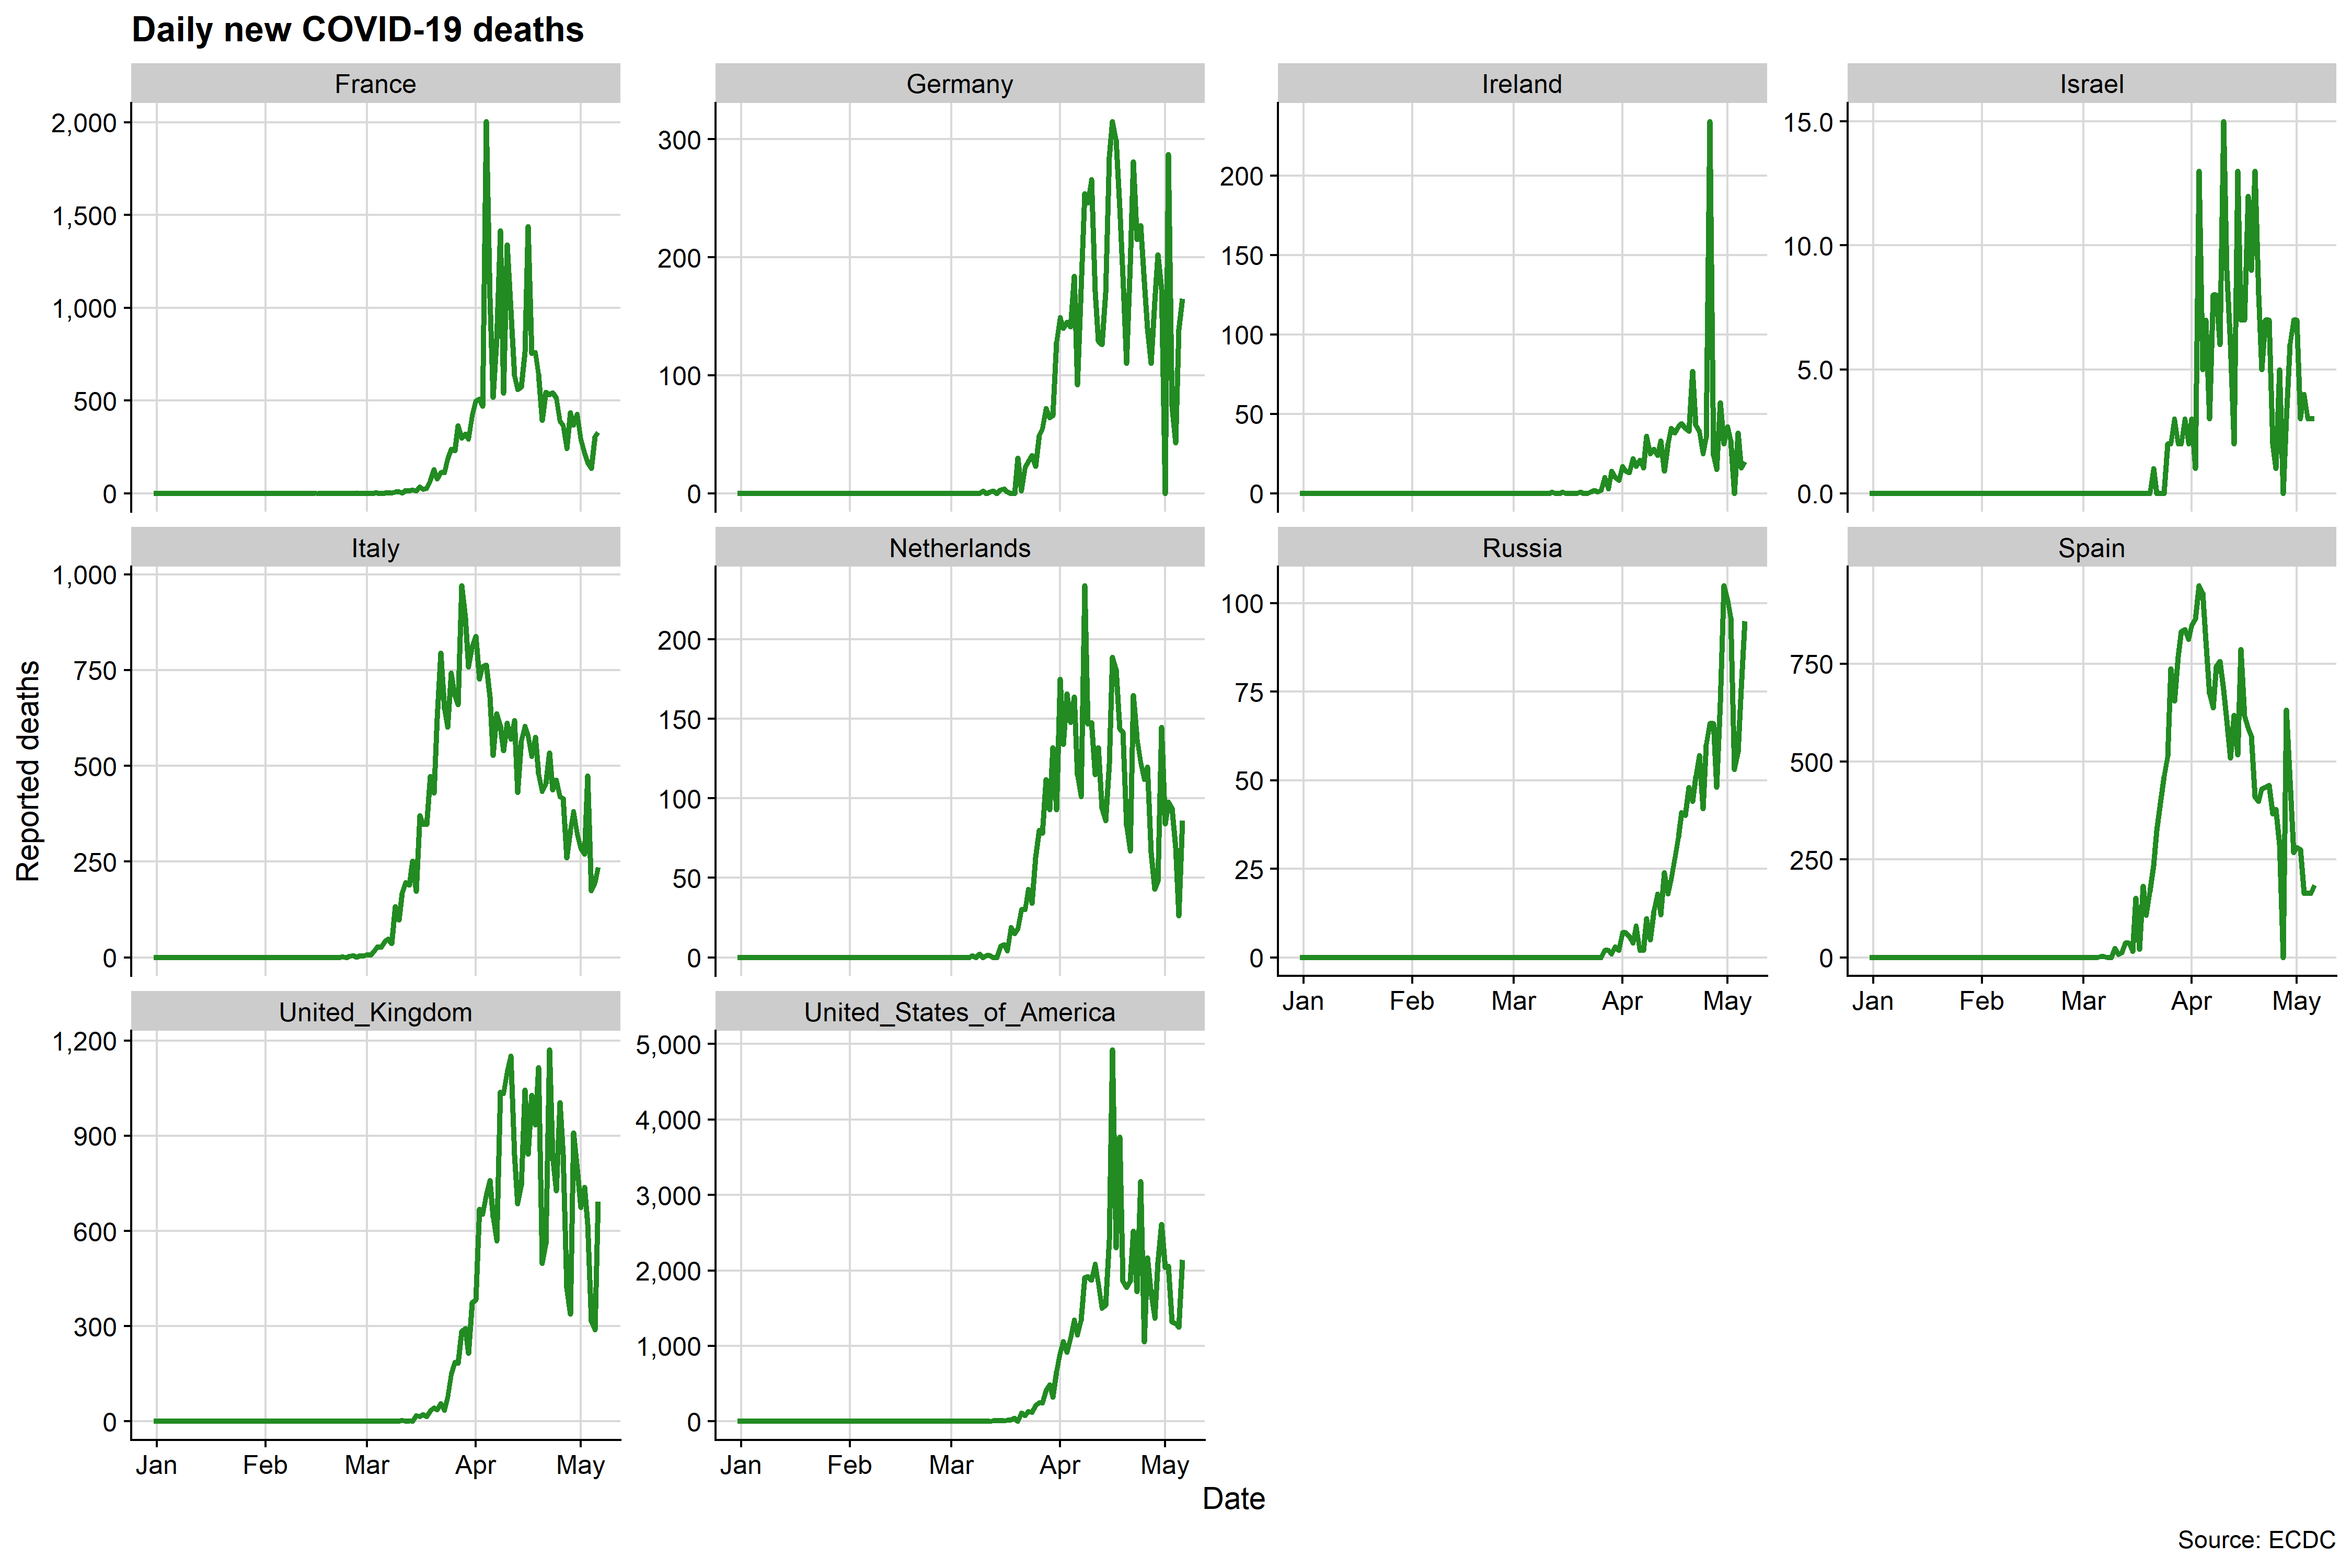 Daily new COVID-19 deaths
France
Germany
Ireland
Israel
2,000
1,500
1,000
500
0
300
200
100
0
200
150
100
50
0
15.0
10.0
5.0
0.0
Italy
Netherlands
Russia
Spain
1,000
750
500
250
0
200
150
100
50
0
100
75
50
25
0
750
500
250
0
Jan Feb Mar Apr May
Jan Feb Mar Apr May
United_Kingdom
United_States_of_America
1,200
900
600
300
0
5,000
4,000
3,000
2,000
1,000
0
Jan Feb Mar Apr May
Jan Feb Mar Apr May
Reported deaths
Date
Source: ECDC